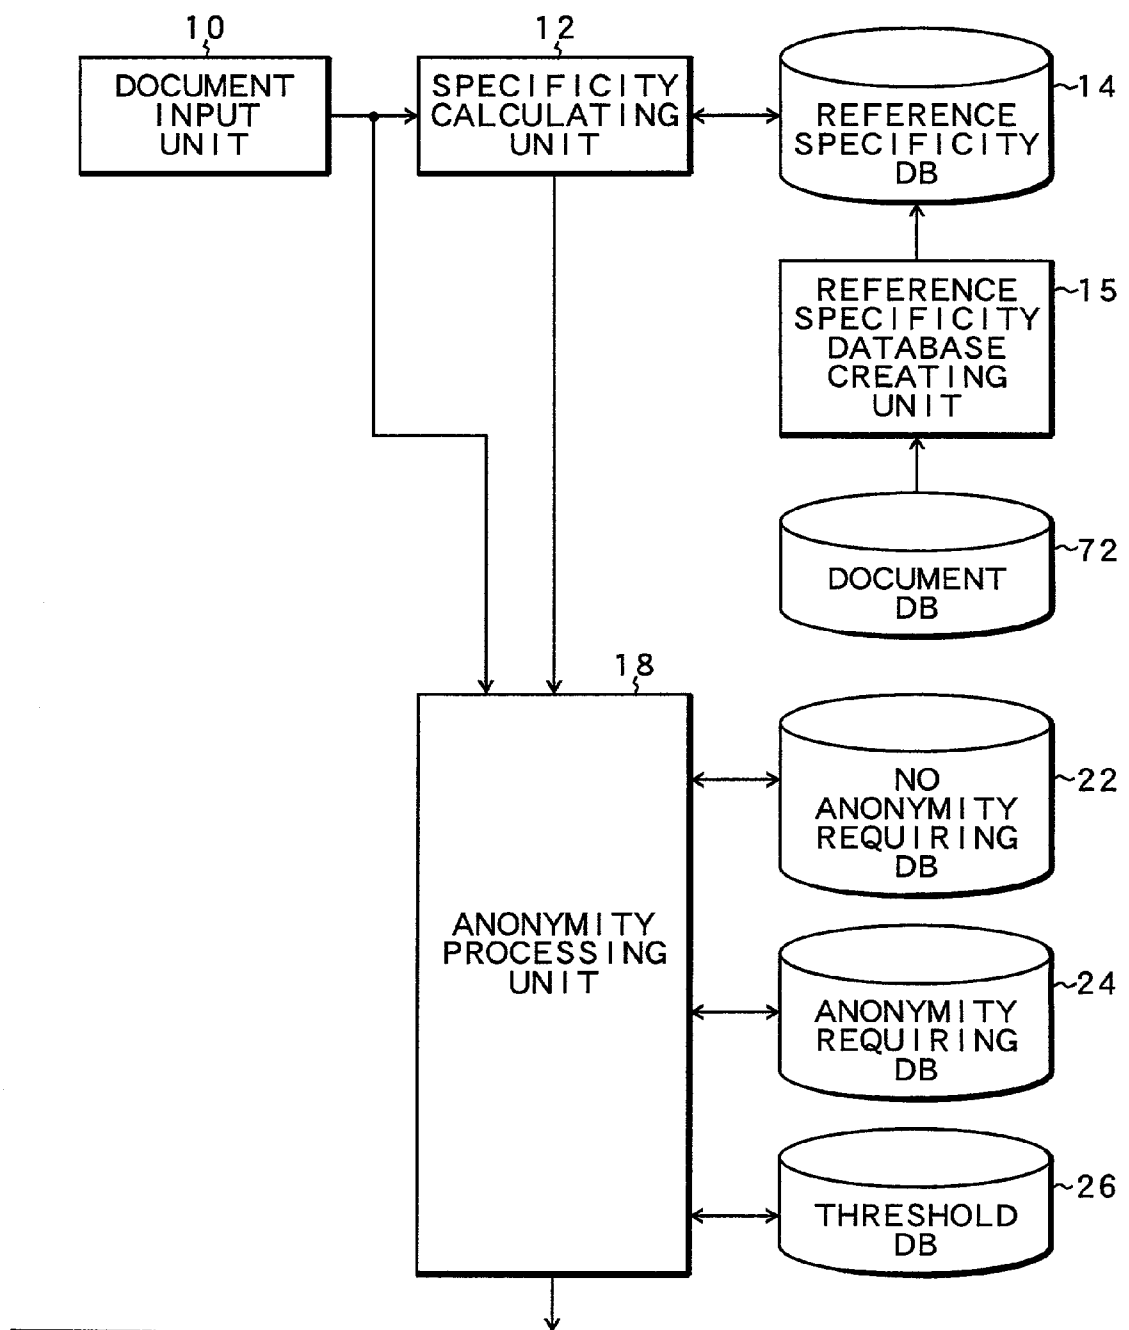 10
DOCUMENT
INPUT
UNIT
12
SPECIFICITY
CALCULATING
UNIT
14
REFERENCE
SPECIFICITY
DB
15
REFERENCE
SPECIFICITY
DATABASE
CREATING
UNIT
72
DOCUMENT
DB
18
ANONYMITY
PROCESSING
UNIT
22
NO
ANONYMITY
REQUIRING
DB
24
ANONYMITY
REQUIRING
DB
26
THRESHOLD
DB